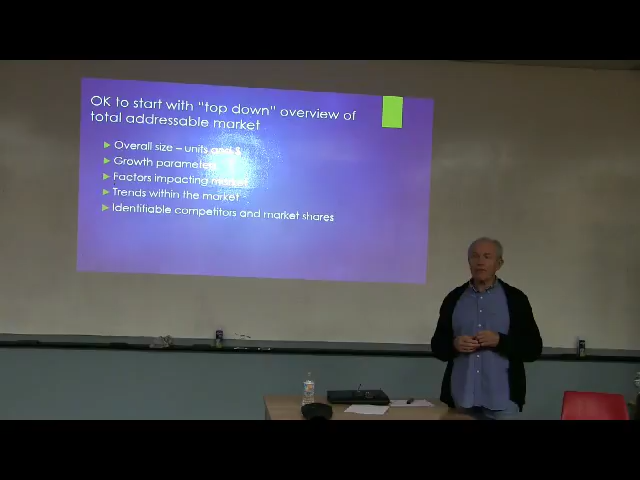 OK to start with “top down” overview of
total addressable market
Overall size – units and $
Growth parameters
Factors impacting market
Trends within the market
Identifiable competitors and market shares